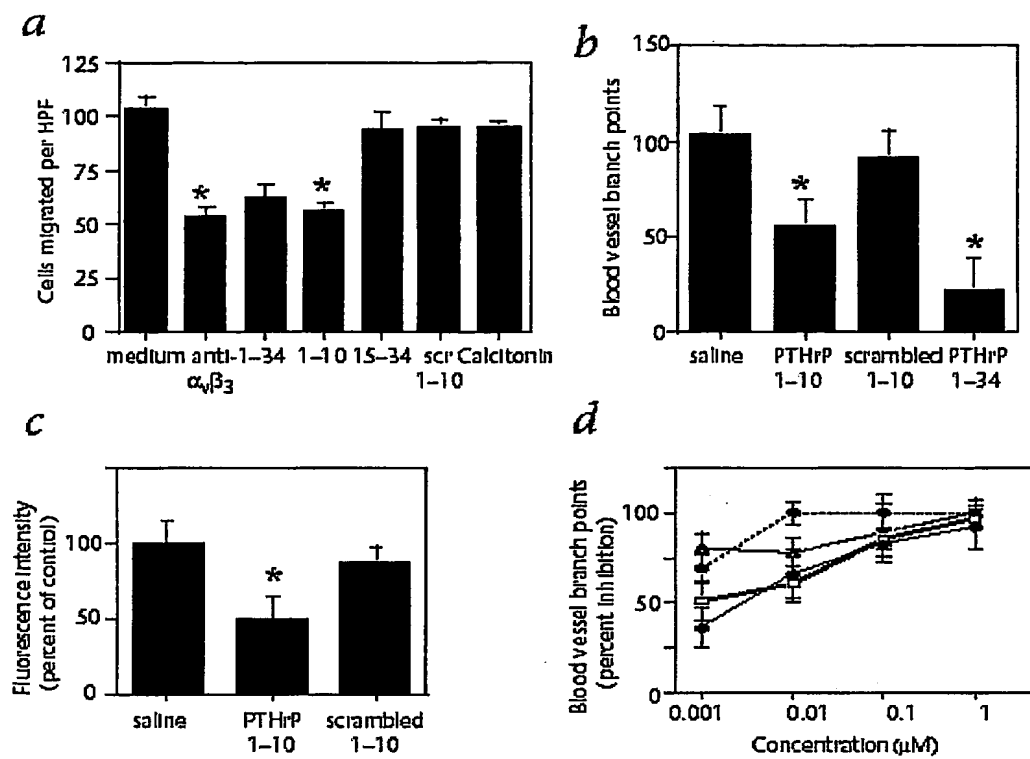 a
125
100
75
50
25
0
Cells migrated per HPF
*
*
medium anti- 1–34 1–10 15–34 scr Calcitonin
αvβ3 1–10
b
150
100
50
0
Blood vessel branch points
*
*
saline PTHrP scrambled PTHrP
1–10 1–10 1–34
c
100
50
0
Fluorescence intensity
(percent of control)
*
saline PTHrP scrambled
1–10 1–10
d
100
50
0
Blood vessel branch points
(percent inhibition)
0.001 0.01 0.1 1
Concentration (μM)